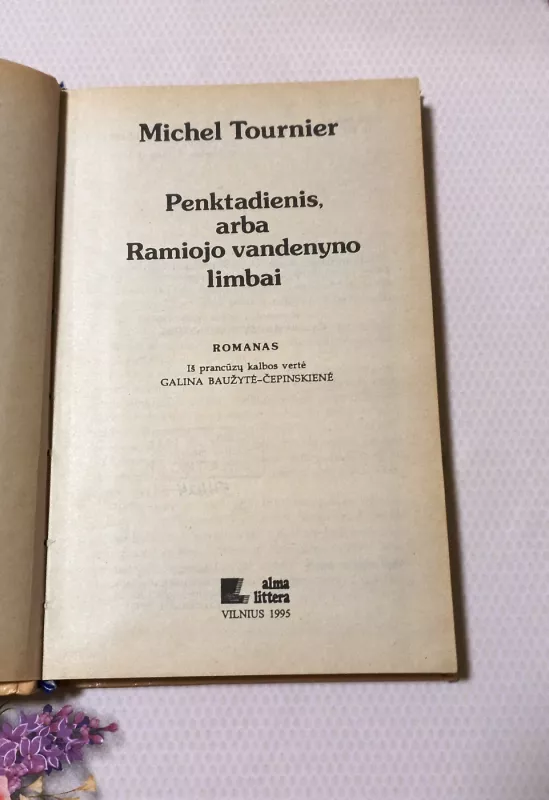 Michel Tournier
Penktadienis,
arba
Ramiojo vandenyno
limbai
ROMANAS
Iš prancūzų kalbos vertė
GALINA BAUŽYTĖ-ČEPINSKIENĖ
alma
littera
VILNIUS 1995